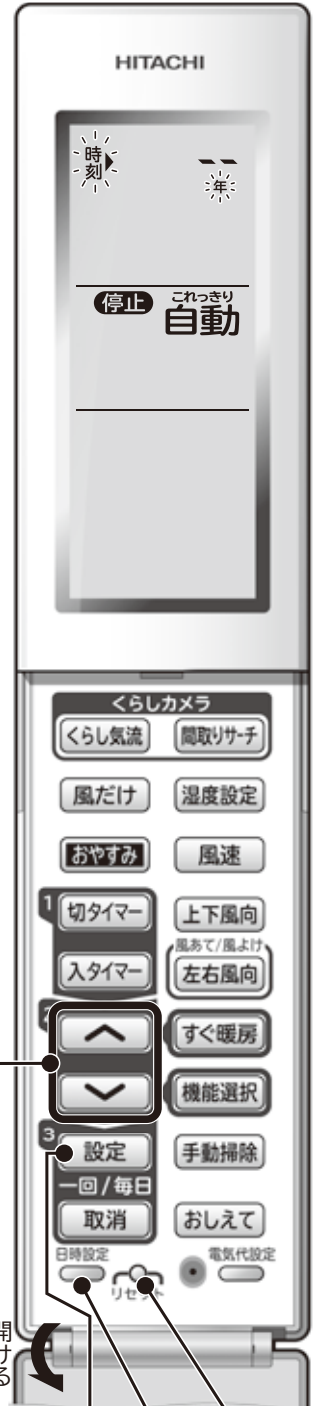 HITACHI
時刻
年
停止 これっきり自動
くらしカメラ
くらし気流 間取りサーチ
風だけ 湿度設定
おやすみ 風速
1 切タイマー 上下風向
風あて/風よけ
入タイマー 左右風向
2 すぐ暖房
機能選択
3 設定 手動掃除
一回/毎日
取消 おしえて
日時設定 リセット 電気代設定
開け
る